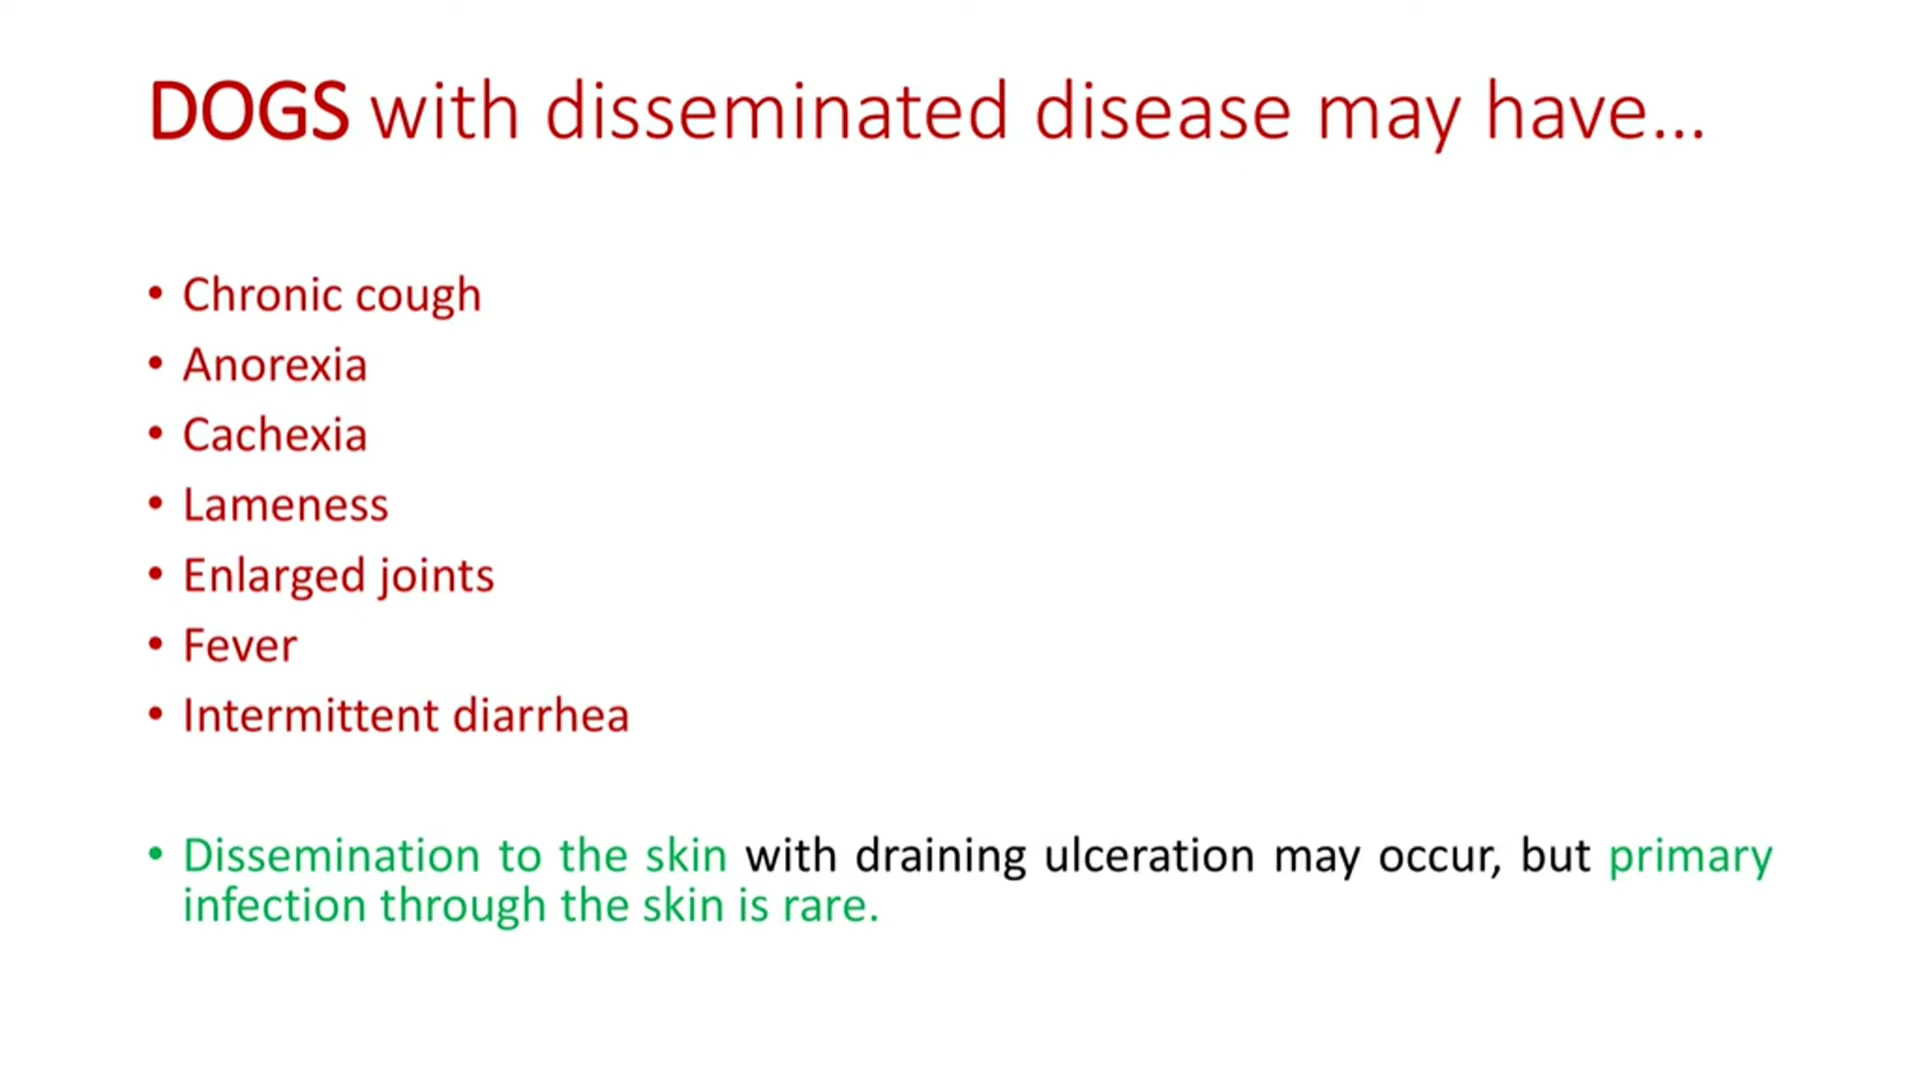 DOGS with disseminated disease may have...
• Chronic cough
• Anorexia
• Cachexia
• Lameness
• Enlarged joints
• Fever
• Intermittent diarrhea
• Dissemination to the skin with draining ulceration may occur, but primary
infection through the skin is rare.